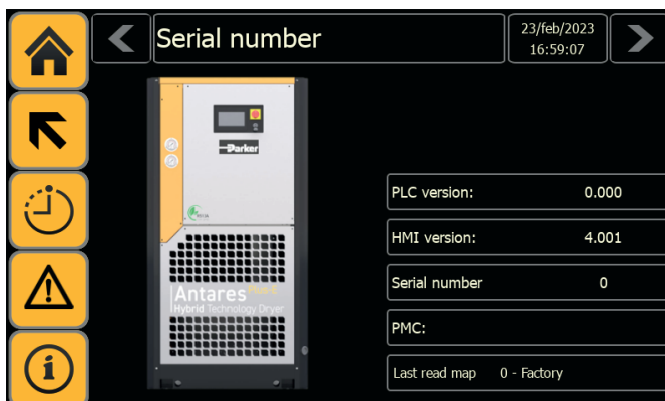 Serial number
23/feb/2023
16:59:07
Parker
Antares Plus E
Hybrid Technology Dryer
PLC version: 0.000
HMI version: 4.001
Serial number 0
PMC:
Last read map 0 - Factory